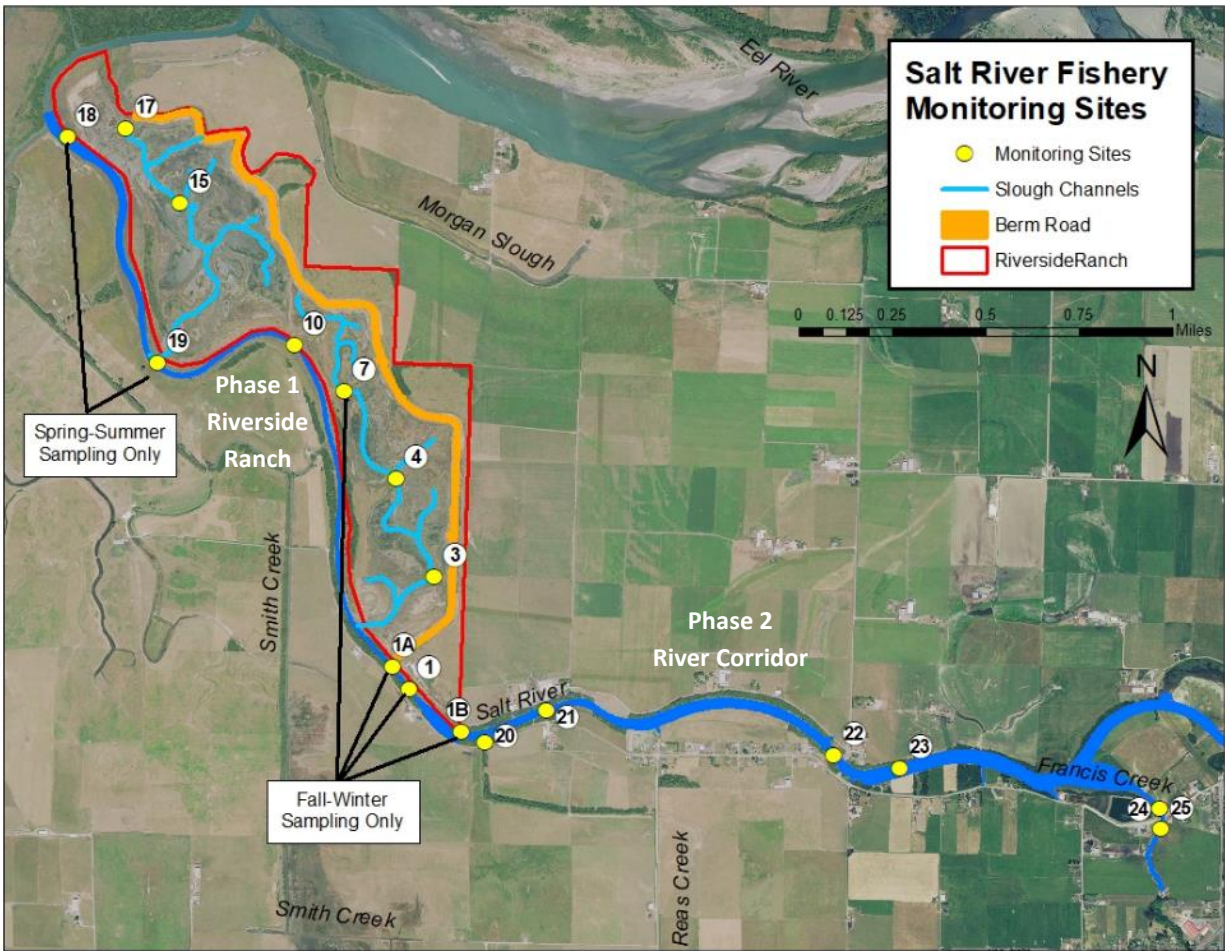 Salt River Fishery
Monitoring Sites
Monitoring Sites
Slough Channels
Berm Road
RiversideRanch
0 0.125 0.25 0.5 0.75 1
Miles
N
Eel River
Morgan Slough
18
17
15
19
10
7
4
3
1A
1
1B
20
21
22
23
24
25
Phase 1
Riverside
Ranch
Spring-Summer
Sampling Only
Smith Creek
Phase 2
River Corridor
Salt River
Francis Creek
Fall-Winter
Sampling Only
Smith Creek
Reas Creek